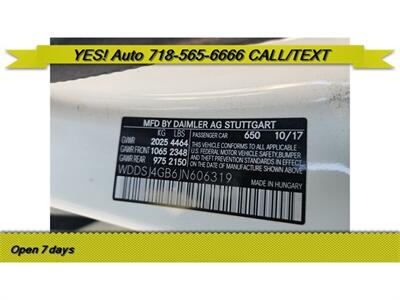 YES! Auto 718-565-6666 CALL/TEXT
MFD BY DAIMLER AG STUTTGART
KG LBS PASSENGER CAR 650 10/17
GVWR 2025 4464
GAWR FRONT 1065 2348
GAWR REAR 975 2150
THIS VEHICLE CONFORMS TO ALL APPLICABLE
U.S. FEDERAL MOTOR VEHICLE SAFETY,
BUMPER, AND THEFT PREVENTION
STANDARDS IN EFFECT ON THE
DATE OF MANUFACTURE SHOWN ABOVE.
WDDSJ4GB6JN606319
MADE IN HUNGARY
Open 7 days